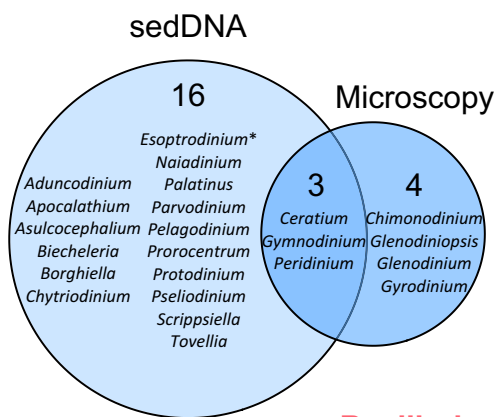 sedDNA
Microscopy
16
Aduncodinium
Apocalathium
Asulcocephalium
Biecheleria
Borghiella
Chytriodinium
Esoptrodinium*
Naiadinium
Palatinus
Parvodinium
Pelagodinium
Prorocentrum
Protodinium
Pseliodinium
Scrippsiella
Tovellia
3
Ceratium
Gymnodinium
Peridinium
4
Chimonodinium
Glenodiniopsis
Glenodinium
Gyrodinium